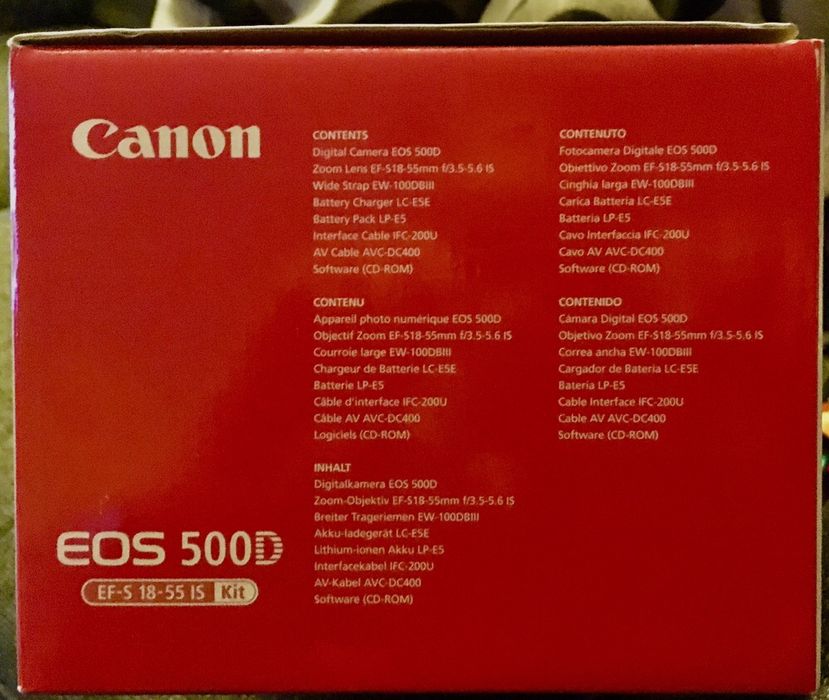 Canon
CONTENTS
Digital Camera EOS 500D
Zoom Lens EF-S18-55mm f/3.5-5.6 IS
Wide Strap EW-100DBIII
Battery Charger LC-E5E
Battery Pack LP-E5
Interface Cable IFC-200U
AV Cable AVC-DC400
Software (CD-ROM)
CONTENUTO
Fotocamera Digitale EOS 500D
Obiettivo Zoom EF-S18-55mm f/3.5-5.6 IS
Cinghia larga EW-100DBIII
Carica Batteria LC-E5E
Batteria LP-E5
Cavo Interfaccia IFC-200U
Cavo AV AVC-DC400
Software (CD-ROM)
CONTENU
Appareil photo numérique EOS 500D
Objectif Zoom EF-S18-55mm f/3.5-5.6 IS
Courroie large EW-100DBIII
Chargeur de Batterie LC-E5E
Batterie LP-E5
Câble d'interface IFC-200U
Câble AV AVC-DC400
Logiciels (CD-ROM)
CONTENIDO
Cámara Digital EOS 500D
Objetivo Zoom EF-S18-55mm f/3.5-5.6 IS
Correa ancha EW-100DBIII
Cargador de Bateria LC-E5E
Bateria LP-E5
Cable Interface IFC-200U
Cable AV AVC-DC400
Software (CD-ROM)
INHALT
Digitalkamera EOS 500D
Zoom-Objektiv EF-S18-55mm f/3.5-5.6 IS
Breiter Trageriemen EW-100DBIII
Akku-ladegerät LC-E5E
Lithium-ionen Akku LP-E5
Interfacekabel IFC-200U
AV-Kabel AVC-DC400
Software (CD-ROM)
EOS 500D
EF-S 18-55 IS Kit